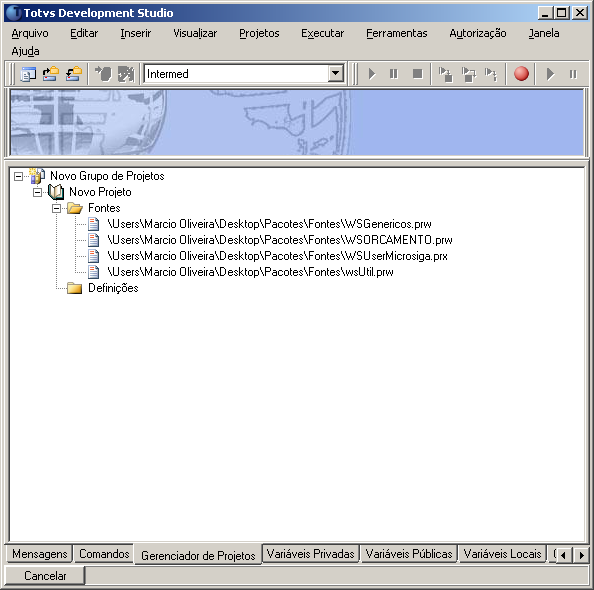 Totvs Development Studio
Arquivo Editar Inserir Visualizar Projetos Executar Ferramentas Autorização Janela
Ajuda
Intermed
Novo Grupo de Projetos
Novo Projeto
Fontes
\Users\Marcio Oliveira\Desktop\Pacotes\Fontes\WSGenericos.prw
\Users\Marcio Oliveira\Desktop\Pacotes\Fontes\WSORCAMENTO.prw
\Users\Marcio Oliveira\Desktop\Pacotes\Fontes\WSUserMicrosiga.prx
\Users\Marcio Oliveira\Desktop\Pacotes\Fontes\wsUtil.prw
Definições
Mensagens Comandos Gerenciador de Projetos Variáveis Privadas Variáveis Públicas Variáveis Locais
Cancelar